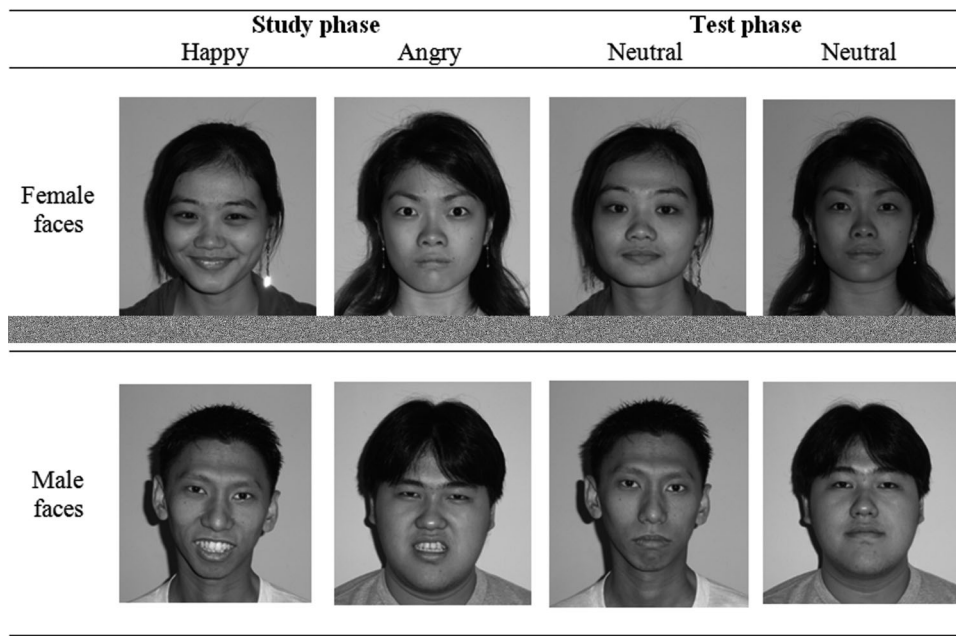 Study phase Test phase
Happy Angry Neutral Neutral
Female
faces
Male
faces